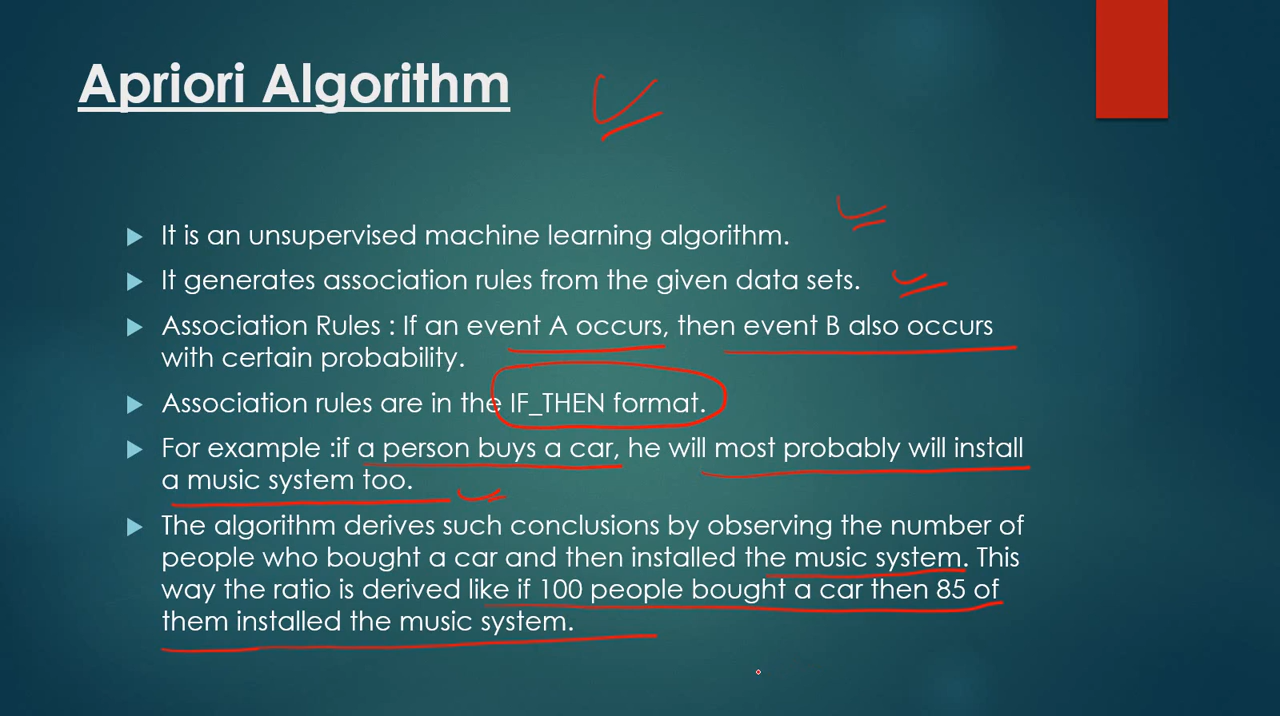 Apriori Algorithm
It is an unsupervised machine learning algorithm.
It generates association rules from the given data sets.
Association Rules : If an event A occurs, then event B also occurs
with certain probability.
Association rules are in the IF_THEN format.
For example :if a person buys a car, he will most probably will install
a music system too.
The algorithm derives such conclusions by observing the number of
people who bought a car and then installed the music system. This
way the ratio is derived like if 100 people bought a car then 85 of
them installed the music system.